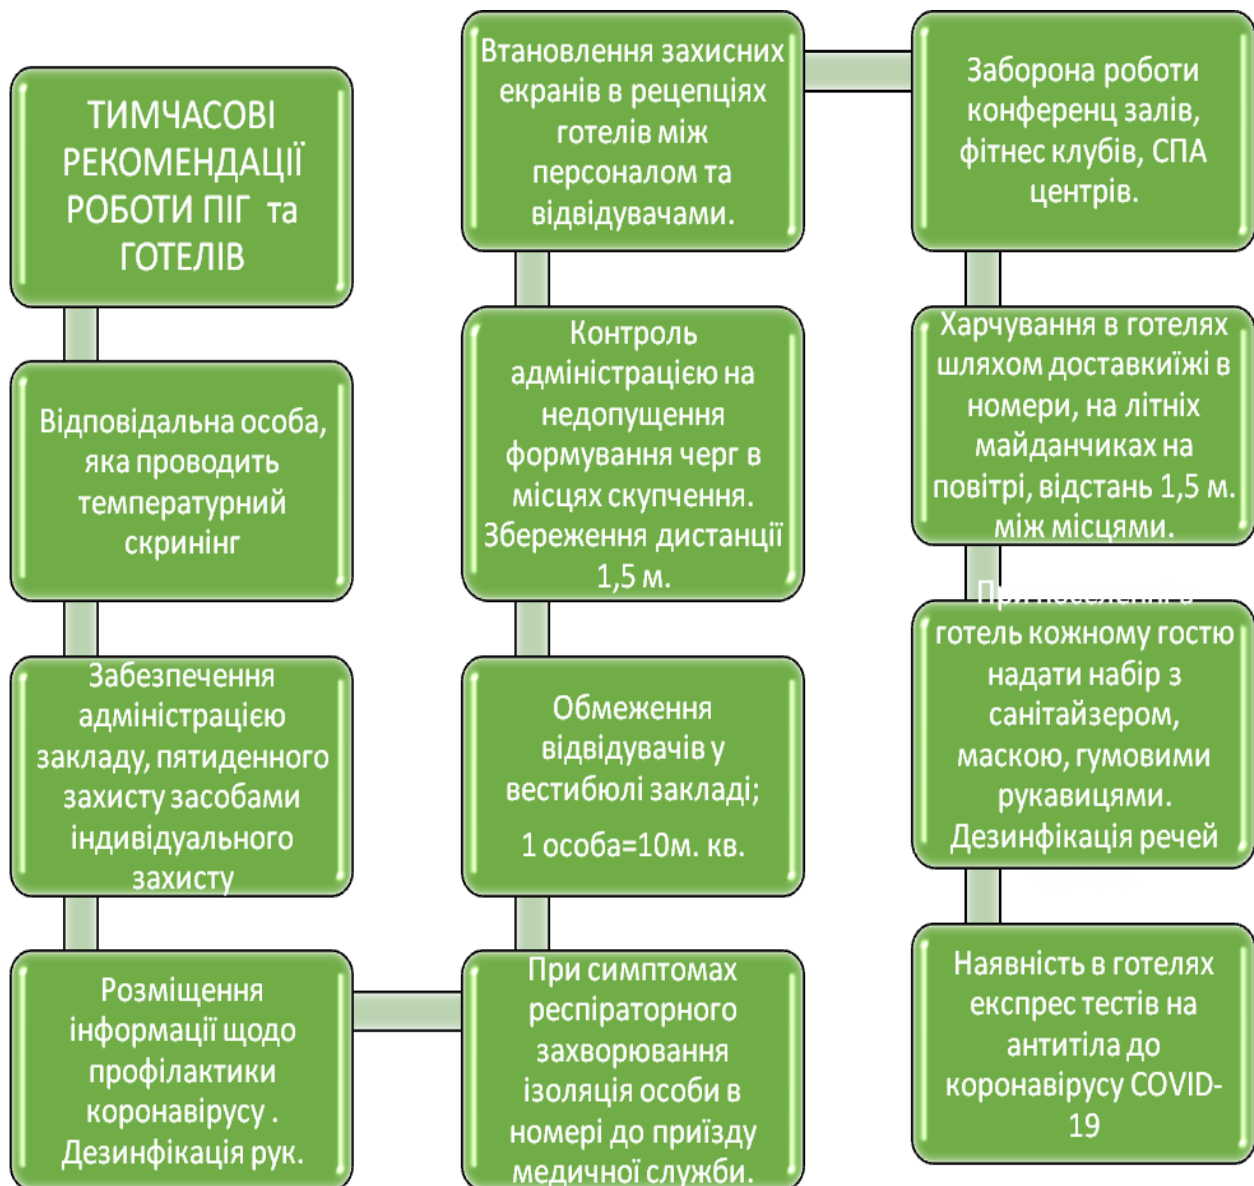 ТИМЧАСОВІ
РЕКОМЕНДАЦІЇ
РОБОТИ ПІГ та
ГОТЕЛІВ
Відповідальна особа,
яка проводить
температурний
скринінг
Забезпечення
адміністрацією
закладу, пятиденного
захисту засобами
індивідуального
захисту
Розміщення
інформації щодо
профілактики
коронавірусу .
Дезинфікація рук.
При симптомах
респіраторного
захворювання
ізоляція особи в
номері до приїзду
медичної служби.
Обмеження
відвідувачів у
вестибюлі закладі;
1 особа=10м. кв.
Контроль
адміністрацією на
недопущення
формування черг в
місцях скупчення.
Збереження дистанції
1,5 м.
Втановлення захисних
екранів в рецепціях
готелів між
персоналом та
відвідувачами.
Заборона роботи
конференц залів,
фітнес клубів, СПА
центрів.
Харчування в готелях
шляхом доставкиїжі в
номери, на літніх
майданчиках на
повітрі, відстань 1,5 м.
між місцями.
При поселенні в
готель кожному гостю
надати набір з
санітайзером,
маскою, гумовими
рукавицями.
Дезинфікація речей
Наявність в готелях
експрес тестів на
антитіла до
коронавірусу COVID-
19